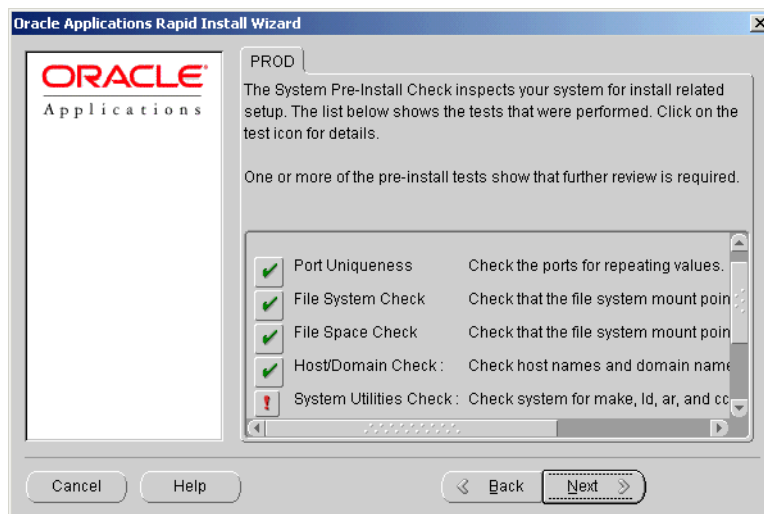 Oracle Applications Rapid Install Wizard
ORACLE
Applications
PROD
The System Pre-Install Check inspects your system for install related
setup. The list below shows the tests that were performed. Click on the
test icon for details.
One or more of the pre-install tests show that further review is required.
Port Uniqueness Check the ports for repeating values.
File System Check Check that the file system mount poin
File Space Check Check that the file system mount poin
Host/Domain Check : Check host names and domain name
System Utilities Check : Check system for make, ld, ar, and cc
Cancel Help Back Next